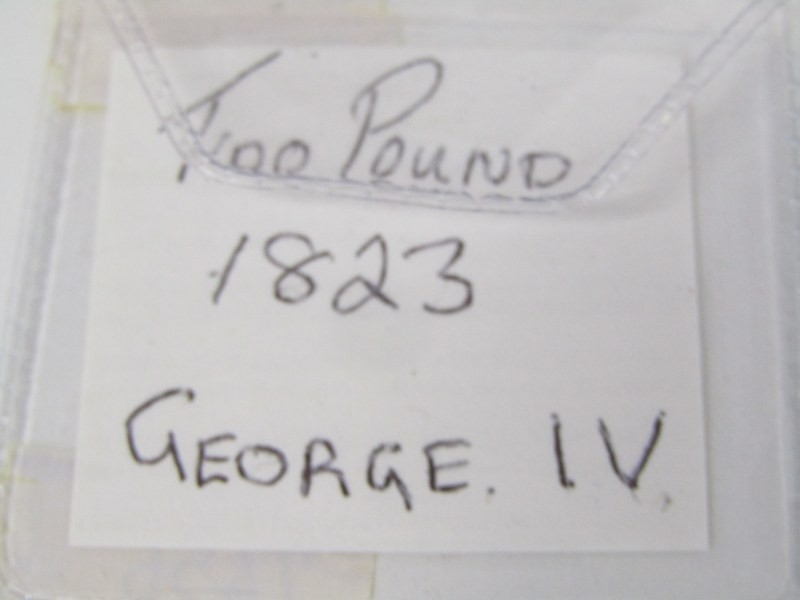 Two Pound
1823
GEORGE. IV.